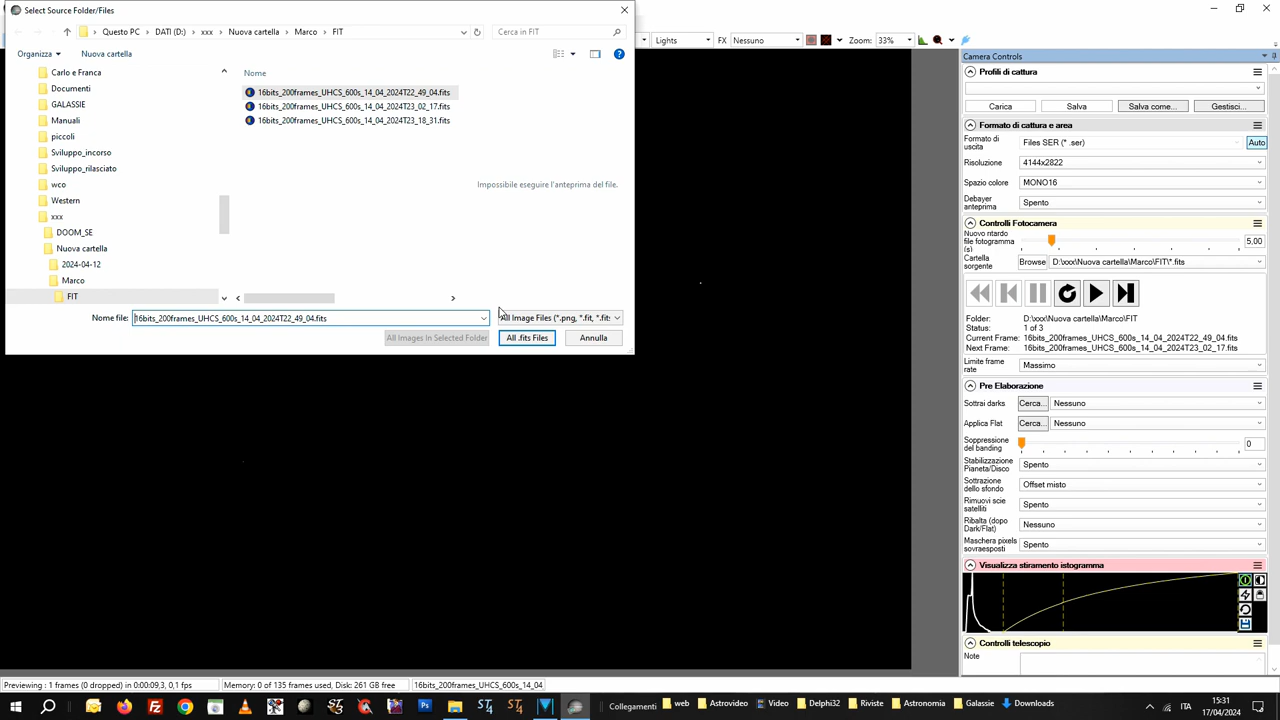 Select Source Folder/Files
Questo PC > DATI (D:) > xxx > Nuova cartella > Marco > FIT
Cerca in FIT
Organizza
Nuova cartella
Carlo e Franca
Documenti
GALASSIE
Manuali
piccoli
Sviluppo_incorso
Sviluppo_rilasciato
wco
Western
xxx
DOOM_SE
Nuova cartella
2024-04-12
Marco
FIT
Nome
16bits_200frames_UHCS_600s_14_04_2024T22_49_04.fits
16bits_200frames_UHCS_600s_14_04_2024T23_02_17.fits
16bits_200frames_UHCS_600s_14_04_2024T23_18_31.fits
Impossibile eseguire l'anteprima del file.
Nome file:
16bits_200frames_UHCS_600s_14_04_2024T22_49_04.fits
All Image Files (*.png, *.fit, *.fits
All Images In Selected Folder
All .fits Files
Annulla
Lights
FX
Nessuno
Zoom:
33%
Camera Controls
Profili di cattura
Carica
Salva
Salva come...
Gestisci...
Formato di cattura e area
Formato di
uscita
Files SER (*.ser)
Auto
Risoluzione
4144x2822
Spazio colore
MONO16
Debayer
anteprima
Spento
Controlli Fotocamera
Nuovo ritardo
file fotogramma
(s)
5.00
Cartella
sorgente
Browse
D:\xxx\Nuova cartella\Marco\FIT\*.fits
Folder:
D:\xxx\Nuova cartella\Marco\FIT
Status:
1 of 3
Current Frame:
16bits_200frames_UHCS_600s_14_04_2024T22_49_04.fits
Next Frame:
16bits_200frames_UHCS_600s_14_04_2024T23_02_17.fits
Limite frame
rate
Massimo
Pre Elaborazione
Sottrai darks
Cerca...
Nessuno
Applica Flat
Cerca...
Nessuno
Soppressione
del banding
0
Stabilizzazione
Pianeta/Disco
Spento
Sottrazione
dello sfondo
Offset misto
Rimuovi scie
satelliti
Spento
Ribalta (dopo
Dark/Flat)
Nessuno
Maschera pixels
sovraesposti
Spento
Visualizza stiramento istogramma
Controlli telescopio
Note
Previewing : 1 frames (0 dropped) in 0:00:09.3, 0,1 fps
Memory: 0 of 135 frames used, Disk: 261 GB free
16bits_200frames_UHCS_600s_14_04
Collegamenti
web
Astrovideo
Video
Delphi32
Riviste
Astronomia
Galassie
Downloads
ITA
15:31
17/04/2024